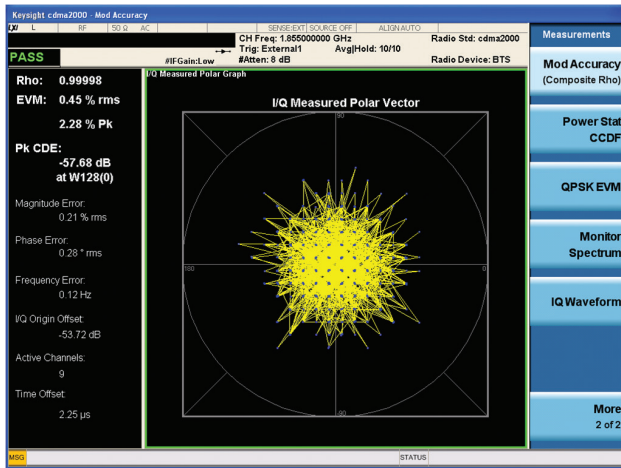 Keysight cdma2000 - Mod Accuracy
LXI L RF 50 Ω AC SENSE:EXT SOURCE OFF ALIGN AUTO
CH Freq: 1.855000000 GHz Radio Std: cdma2000
Trig: External1 Avg|Hold: 10/10
PASS #IFGain:Low #Atten: 8 dB Radio Device: BTS
Rho: 0.99998
EVM: 0.45 % rms
2.28 % Pk
Pk CDE:
-57.68 dB
at W128(0)
Magnitude Error:
0.21 % rms
Phase Error:
0.28 ° rms
Frequency Error:
0.12 Hz
I/Q Origin Offset:
-53.72 dB
Active Channels:
9
Time Offset:
2.25 µs
I/Q Measured Polar Graph
I/Q Measured Polar Vector
90
180
0
-90
Measurements
Mod Accuracy
(Composite Rho)
Power Stat
CCDF
QPSK EVM
Monitor
Spectrum
IQ Waveform
More
2 of 2
MSG STATUS